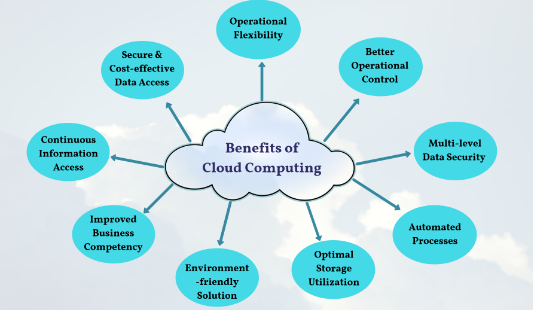 Operational
Flexibility
Better
Operational
Control
Multi-level
Data Security
Automated
Processes
Optimal
Storage
Utilization
Environment
-friendly
Solution
Improved
Business
Competency
Continuous
Information
Access
Secure &
Cost-effective
Data Access
Benefits of
Cloud Computing